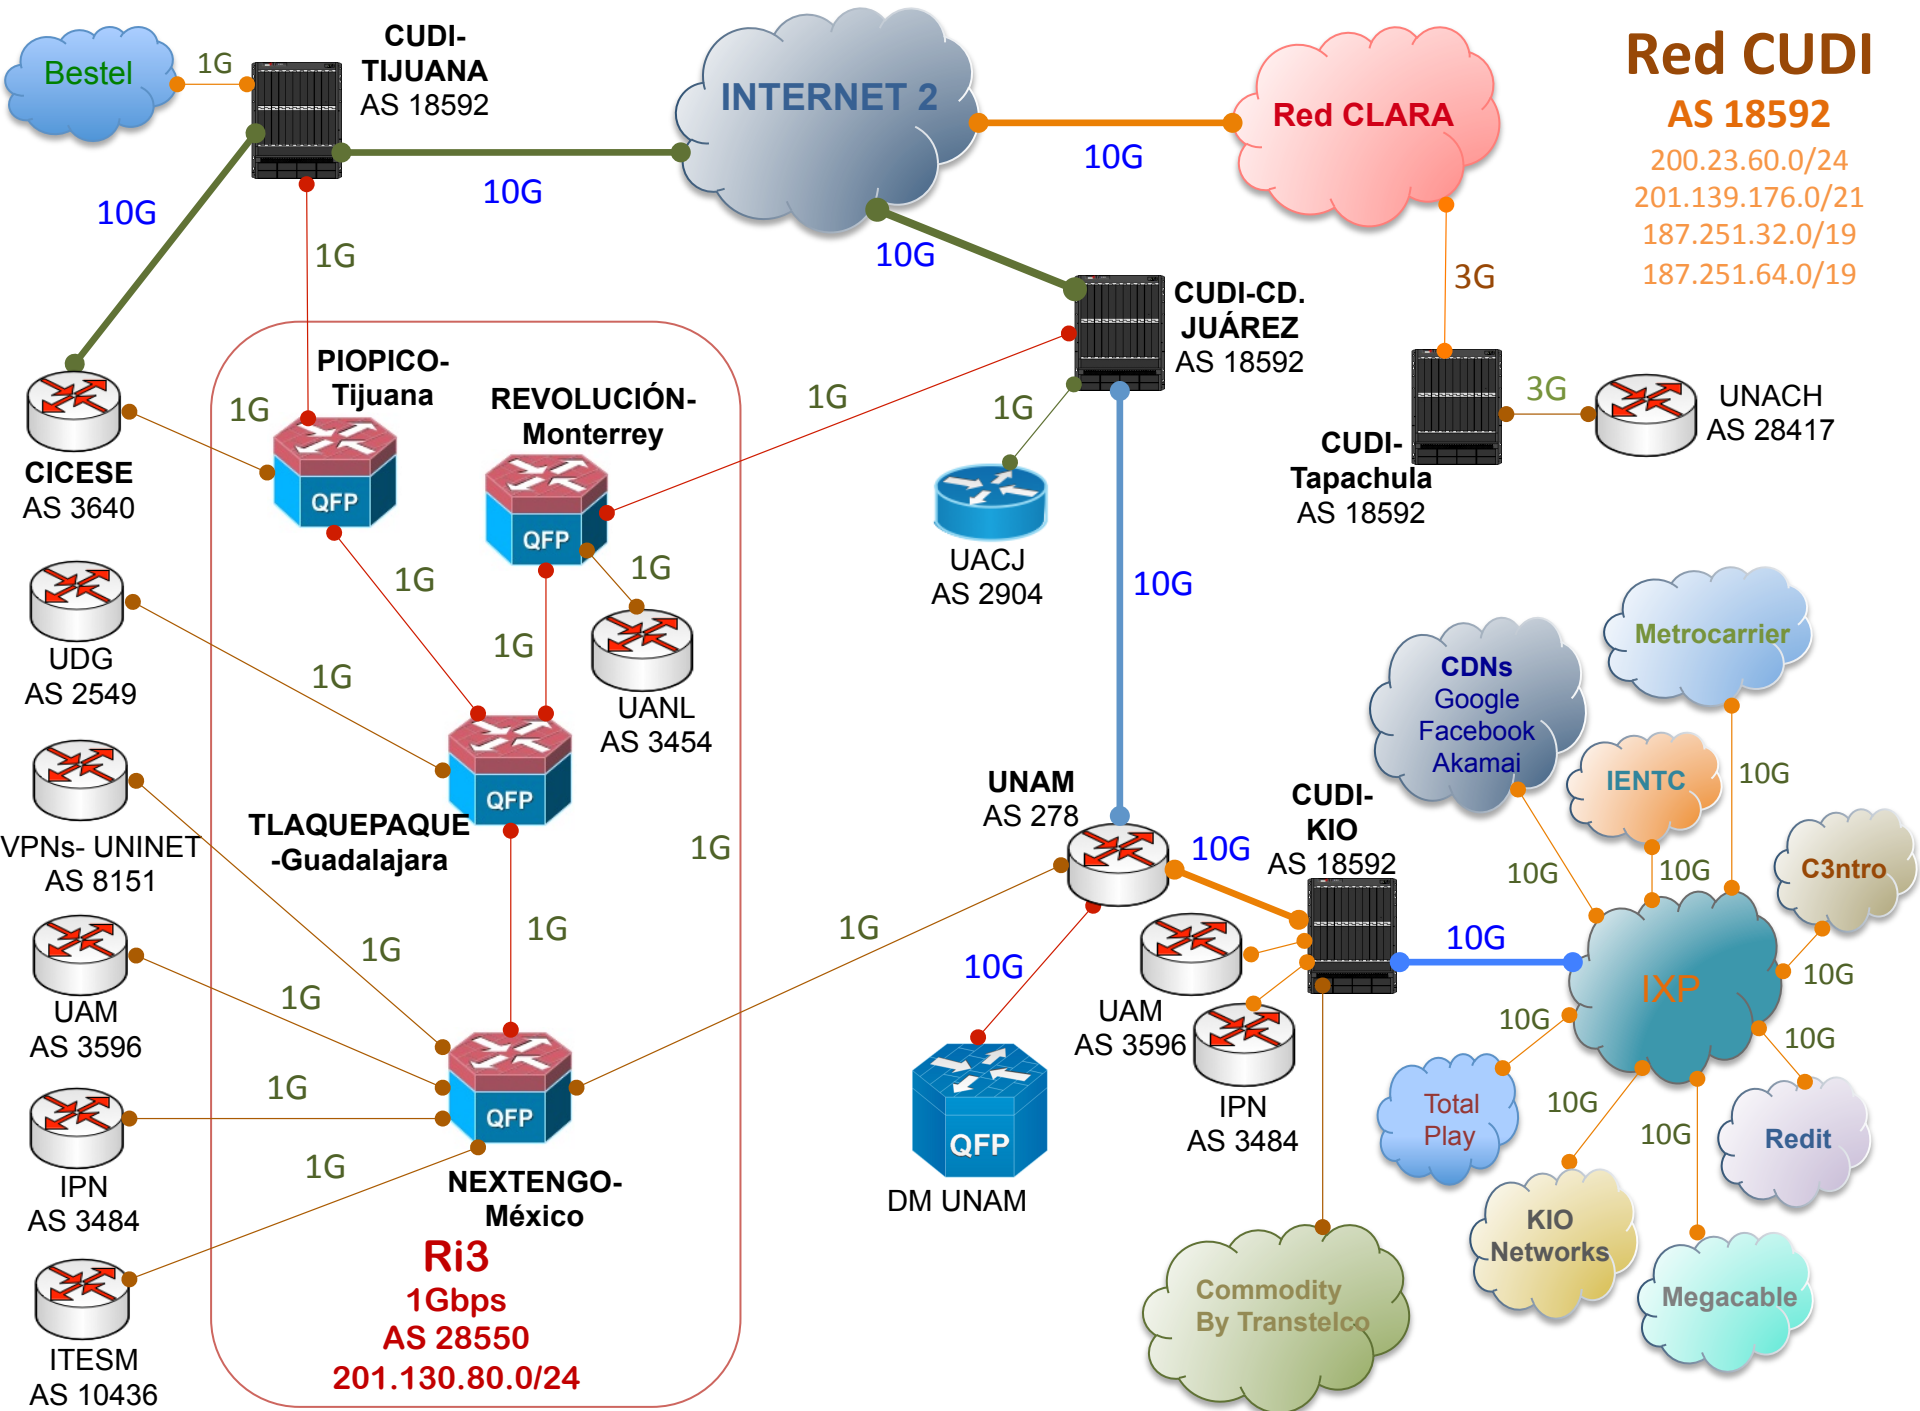 Bestel
1G
CUDI-
TIJUANA
AS 18592
INTERNET 2
Red CLARA
Red CUDI
AS 18592
200.23.60.0/24
201.139.176.0/21
187.251.32.0/19
187.251.64.0/19
10G
10G
10G
10G
1G
3G
CUDI-CD.
JUÁREZ
AS 18592
PIOPICO-
Tijuana
REVOLUCIÓN-
Monterrey
1G
1G
1G
3G
UNACH
AS 28417
CUDI-
Tapachula
AS 18592
CICESE
AS 3640
QFP
QFP
UACJ
AS 2904
1G
1G
10G
UDG
AS 2549
1G
1G
UANL
AS 3454
CDNs
Google
Facebook
Akamai
Metrocarrier
IENTC
10G
QFP
TLAQUEPAQUE
-Guadalajara
VPNs- UNINET
AS 8151
1G
UNAM
AS 278
10G
CUDI-
KIO
AS 18592
10G
10G
C3ntro
1G
1G
1G
10G
10G
IXP
10G
UAM
AS 3596
1G
UAM
AS 3596
10G
10G
1G
QFP
QFP
DM UNAM
IPN
AS 3484
Total
Play
10G
10G
Redit
IPN
AS 3484
1G
NEXTENGO-
México
KIO
Networks
Ri3
1Gbps
AS 28550
201.130.80.0/24
Commodity
By Transtelco
Megacable
ITESM
AS 10436